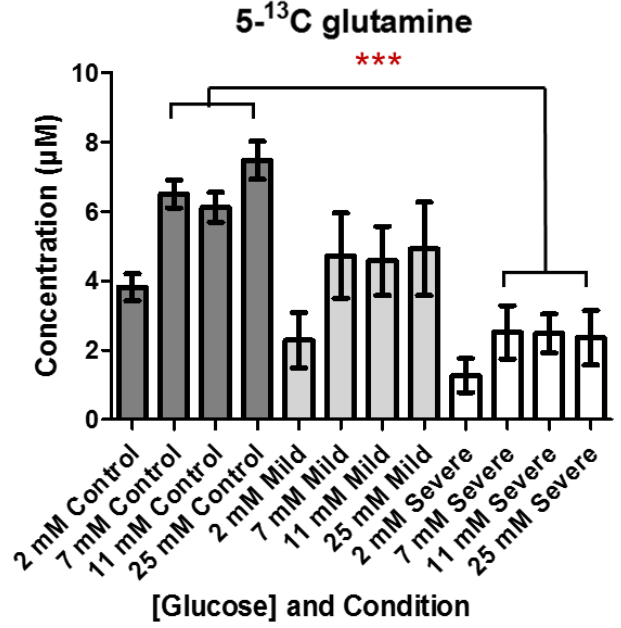 5-¹³C glutamine
***
Concentration (µM)
10
8
6
4
2
0
2 mM Control
7 mM Control
11 mM Control
25 mM Control
2 mM Mild
7 mM Mild
11 mM Mild
25 mM Mild
2 mM Severe
7 mM Severe
11 mM Severe
25 mM Severe
[Glucose] and Condition